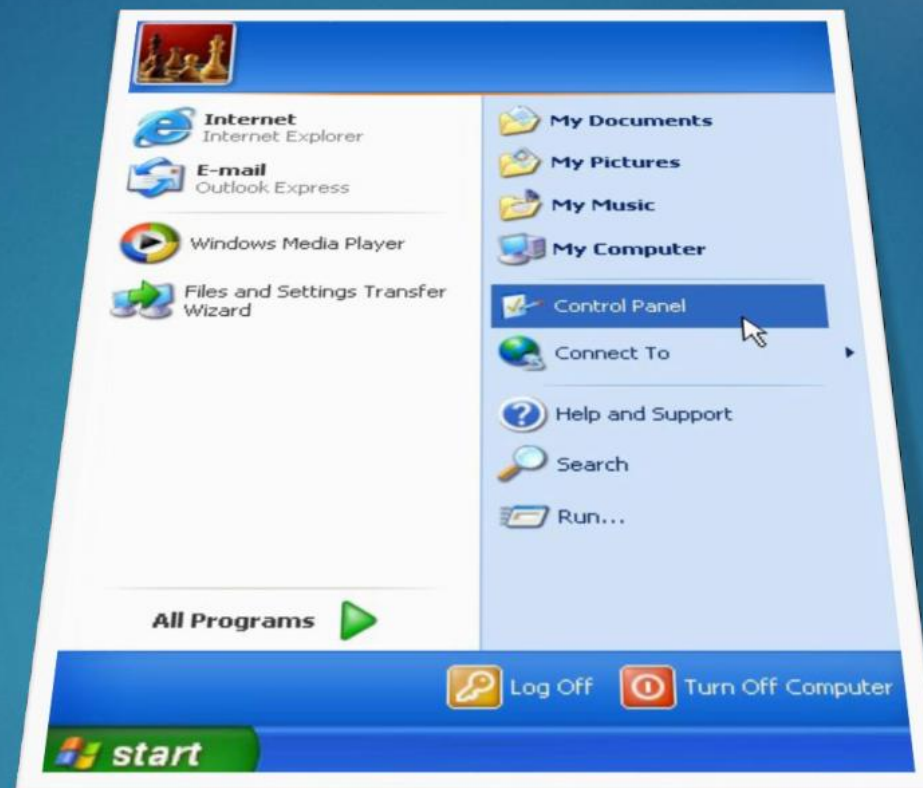 Internet
Internet Explorer
E-mail
Outlook Express
Windows Media Player
Files and Settings Transfer
Wizard
All Programs
My Documents
My Pictures
My Music
My Computer
Control Panel
Connect To
Help and Support
Search
Run...
Log Off
Turn Off Computer
start